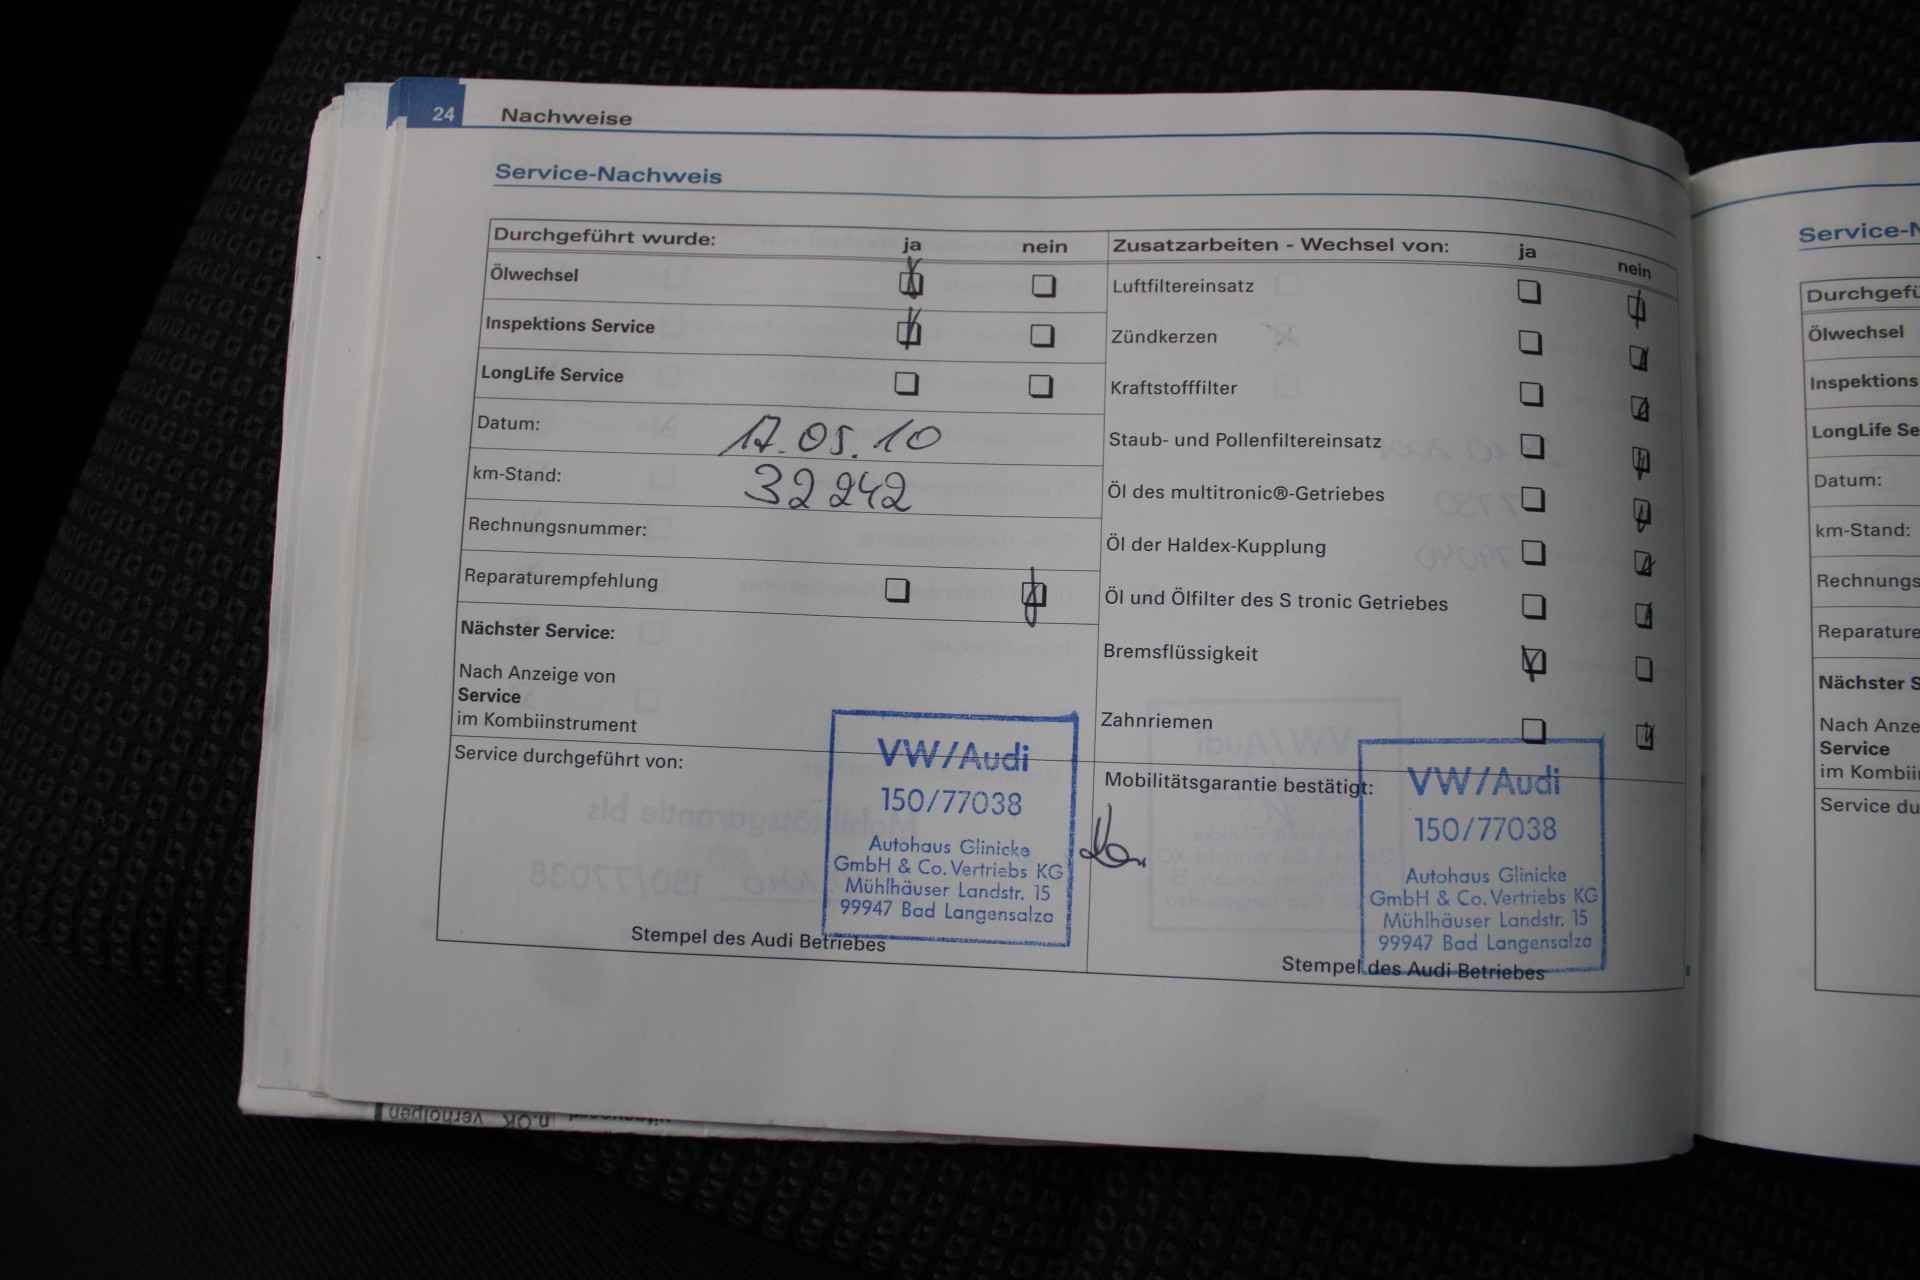 24 Nachweise
Service-Nachweis
Durchgeführt wurde: ja nein
Ölwechsel
Inspektions Service
LongLife Service
Datum: 17.05.10
km-Stand: 32 242
Rechnungsnummer:
Reparaturempfehlung
Nächster Service:
Nach Anzeige von
Service
im Kombiinstrument
Service durchgeführt von:
VW/Audi
150/77038
Autohaus Glinicke
GmbH & Co. Vertriebs KG
Mühlhäuser Landstr. 15
99947 Bad Langensalza
Stempel des Audi Betriebes
Zusatzarbeiten - Wechsel von: ja nein
Luftfiltereinsatz
Zündkerzen
Kraftstofffilter
Staub- und Pollenfiltereinsatz
Öl des multitronic®-Getriebes
Öl der Haldex-Kupplung
Öl und Ölfilter des S tronic Getriebes
Bremsflüssigkeit
Zahnriemen
Mobilitätsgarantie bestätigt:
VW/Audi
150/77038
Autohaus Glinicke
GmbH & Co. Vertriebs KG
Mühlhäuser Landstr. 15
99947 Bad Langensalza
Stempel des Audi Betriebes
n.OK verholpen
Service-N
Durchgefü
Ölwechsel
Inspektions
LongLife Se
Datum:
km-Stand:
Rechnungs
Reparature
Nächster S
Nach Anze
Service
im Kombii
Service du